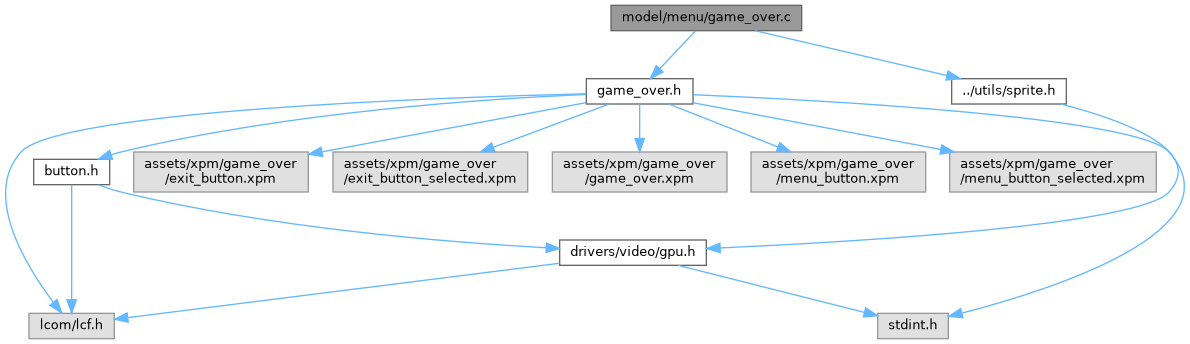 model/menu/game_over.c
game_over.h
../utils/sprite.h
button.h
assets/xpm/game_over
/exit_button.xpm
assets/xpm/game_over
/exit_button_selected.xpm
assets/xpm/game_over
/game_over.xpm
assets/xpm/game_over
/menu_button.xpm
assets/xpm/game_over
/menu_button_selected.xpm
drivers/video/gpu.h
lcom/lcf.h
stdint.h